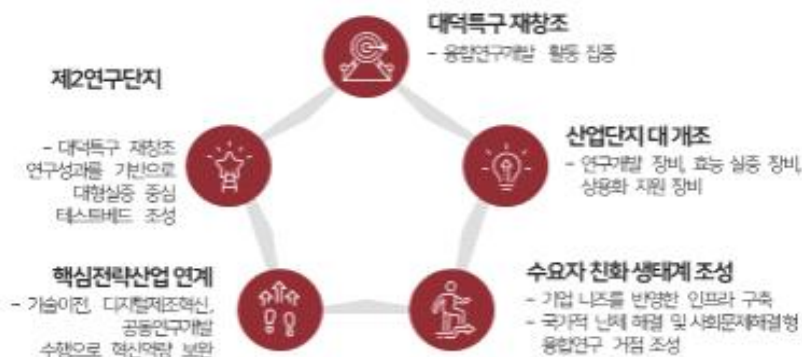 대덕특구 재창조
- 융합연구개발 활동 집중
제2연구단지
- 대덕특구 재창조
연구성과를 기반으로
대형실증 중심
테스트베드 조성
산업단지 대 개조
- 연구개발 장비, 효능 실증 장비,
상용화 지원 장비
핵심전략산업 연계
- 기술이전, 디지털제조혁신,
공동연구개발
수행으로 혁신역량 보완
수요자 친화 생태계 조성
- 기업 니즈를 반영한 인프라 구축
- 국가적 난제 해결 및 사회문제해결형
융합연구 거점 조성